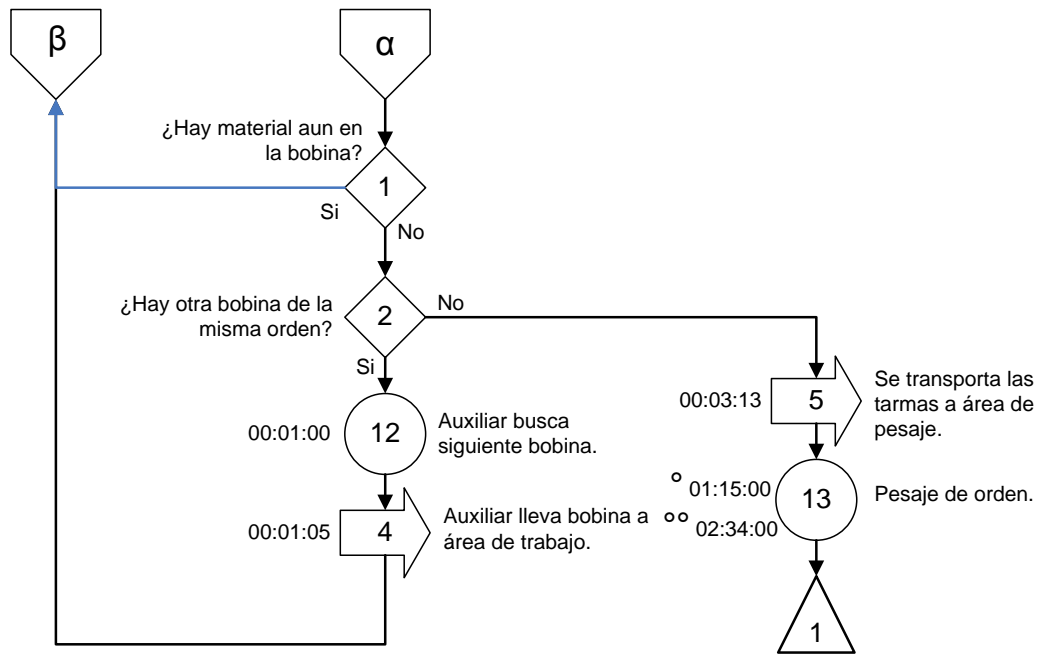 β
α
¿Hay material aun en
la bobina?
1
Si
No
¿Hay otra bobina de la
misma orden?
2
No
Si
00:01:00
12
Auxiliar busca
siguiente bobina.
00:01:05
4
Auxiliar lleva bobina a
área de trabajo.
00:03:13
5
Se transporta las
tarmas a área de
pesaje.
° 01:15:00
°° 02:34:00
13
Pesaje de orden.
1